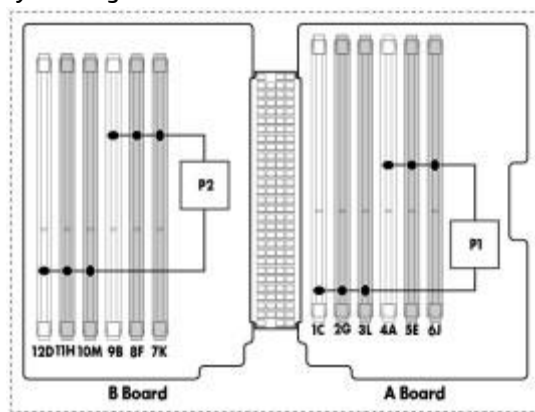 P2
P1
12D 11H 10M 9B 8F 7K
1C 2G 3L 4A 5E 6J
B Board
A Board